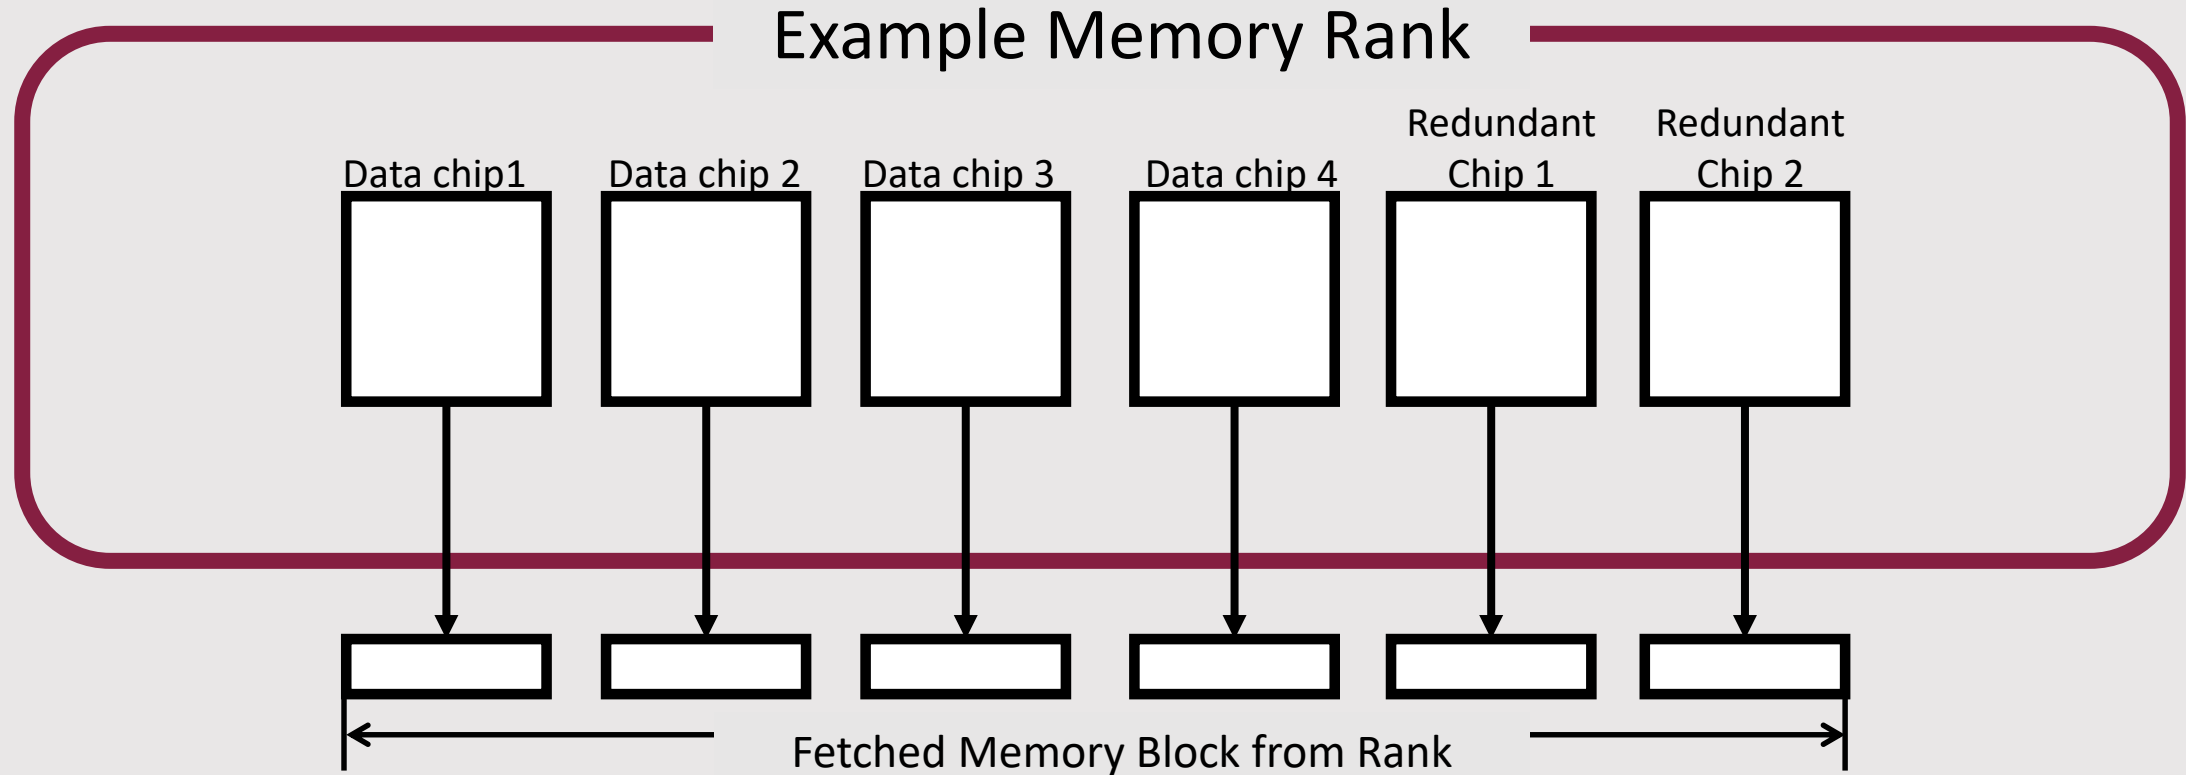 Example Memory Rank
Redundant
Redundant
Data chip1
Data chip 2
Data chip 3
Data chip 4
Chip 1
Chip 2
Fetched Memory Block from Rank